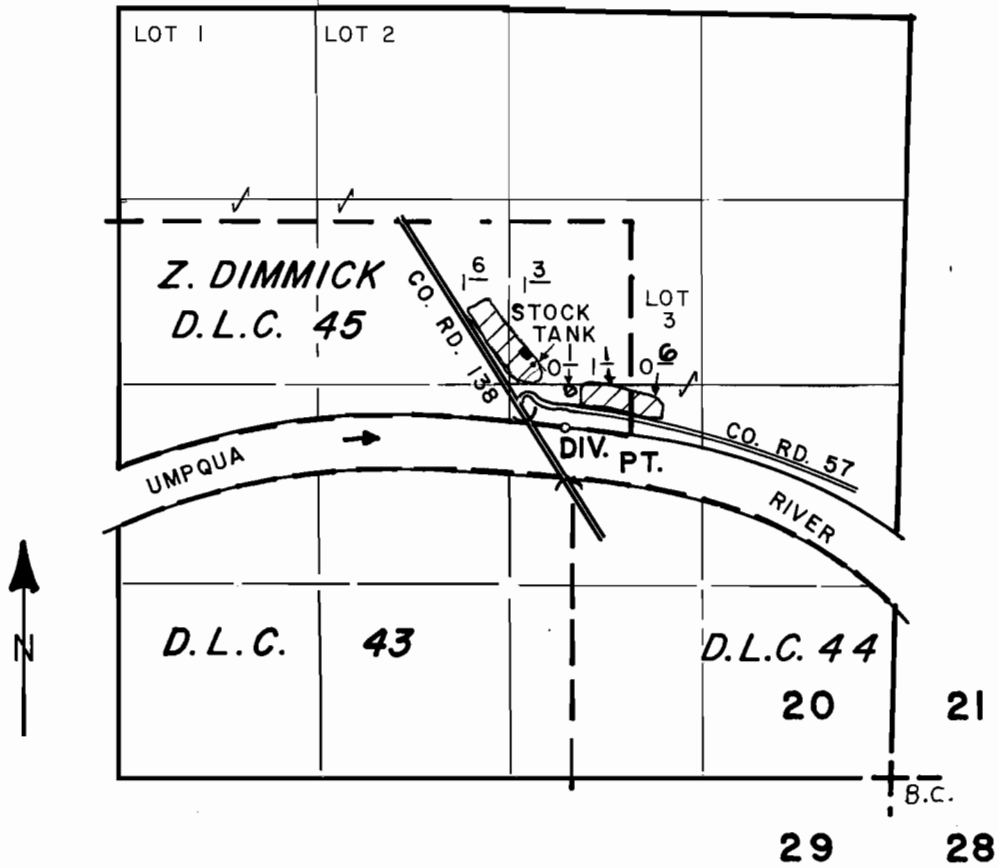 LOT 1
LOT 2
Z. DIMMICK
D.L.C. 45
CO. RD. 138
1 6
1 3
STOCK
TANK
LOT
3
0 1
1 1
0 6
UMPQUA
DIV. PT.
CO. RD. 57
RIVER
N
D.L.C. 43
D.L.C. 44
20
21
B.C.
29
28